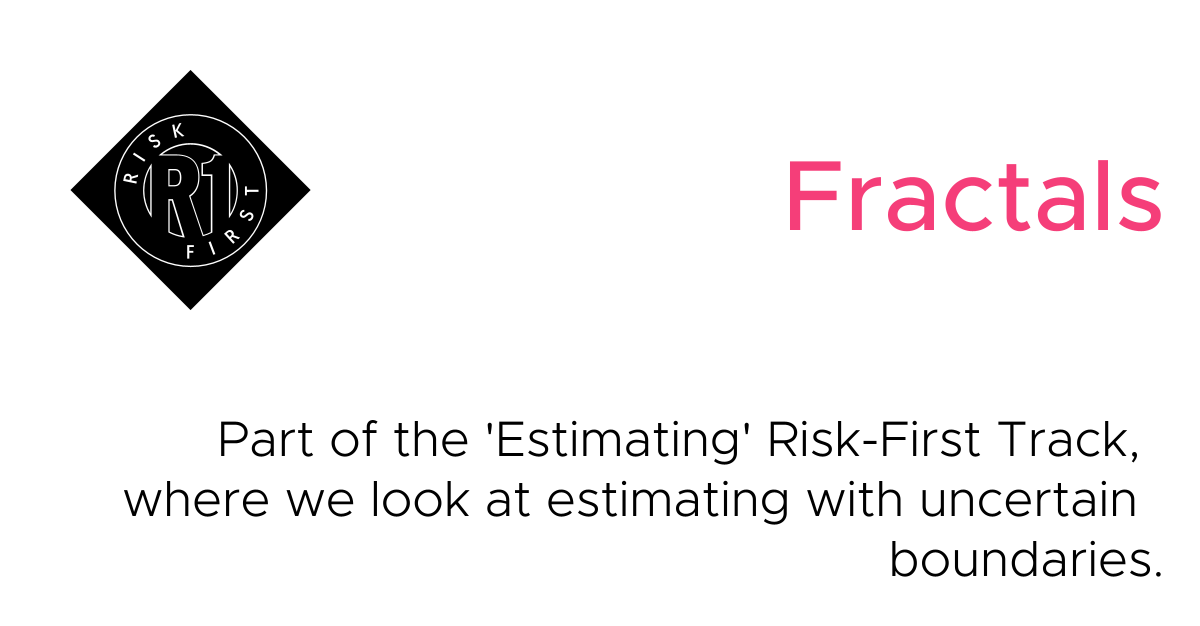 RISK
R1
FIRST
Fractals
Part of the 'Estimating' Risk-First Track,
where we look at estimating with uncertain
boundaries.